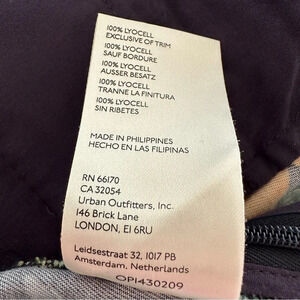 100% LYOCELL
EXCLUSIVE OF TRIM
100% LYOCELL
SAUF BORDURE
100% LYOCELL
AUSSER BESATZ
100% LYOCELL
TRANNE LA FINITURA
100% LYOCELL
SIN RIBETES
MADE IN PHILIPPINES
HECHO EN LAS FILIPINAS
RN 66170
CA 32054
Urban Outfitters, Inc.
146 Brick Lane
LONDON, E1 6RU
Leidsestraat 32, 1017 PB
Amsterdam, Netherlands
OP1430209